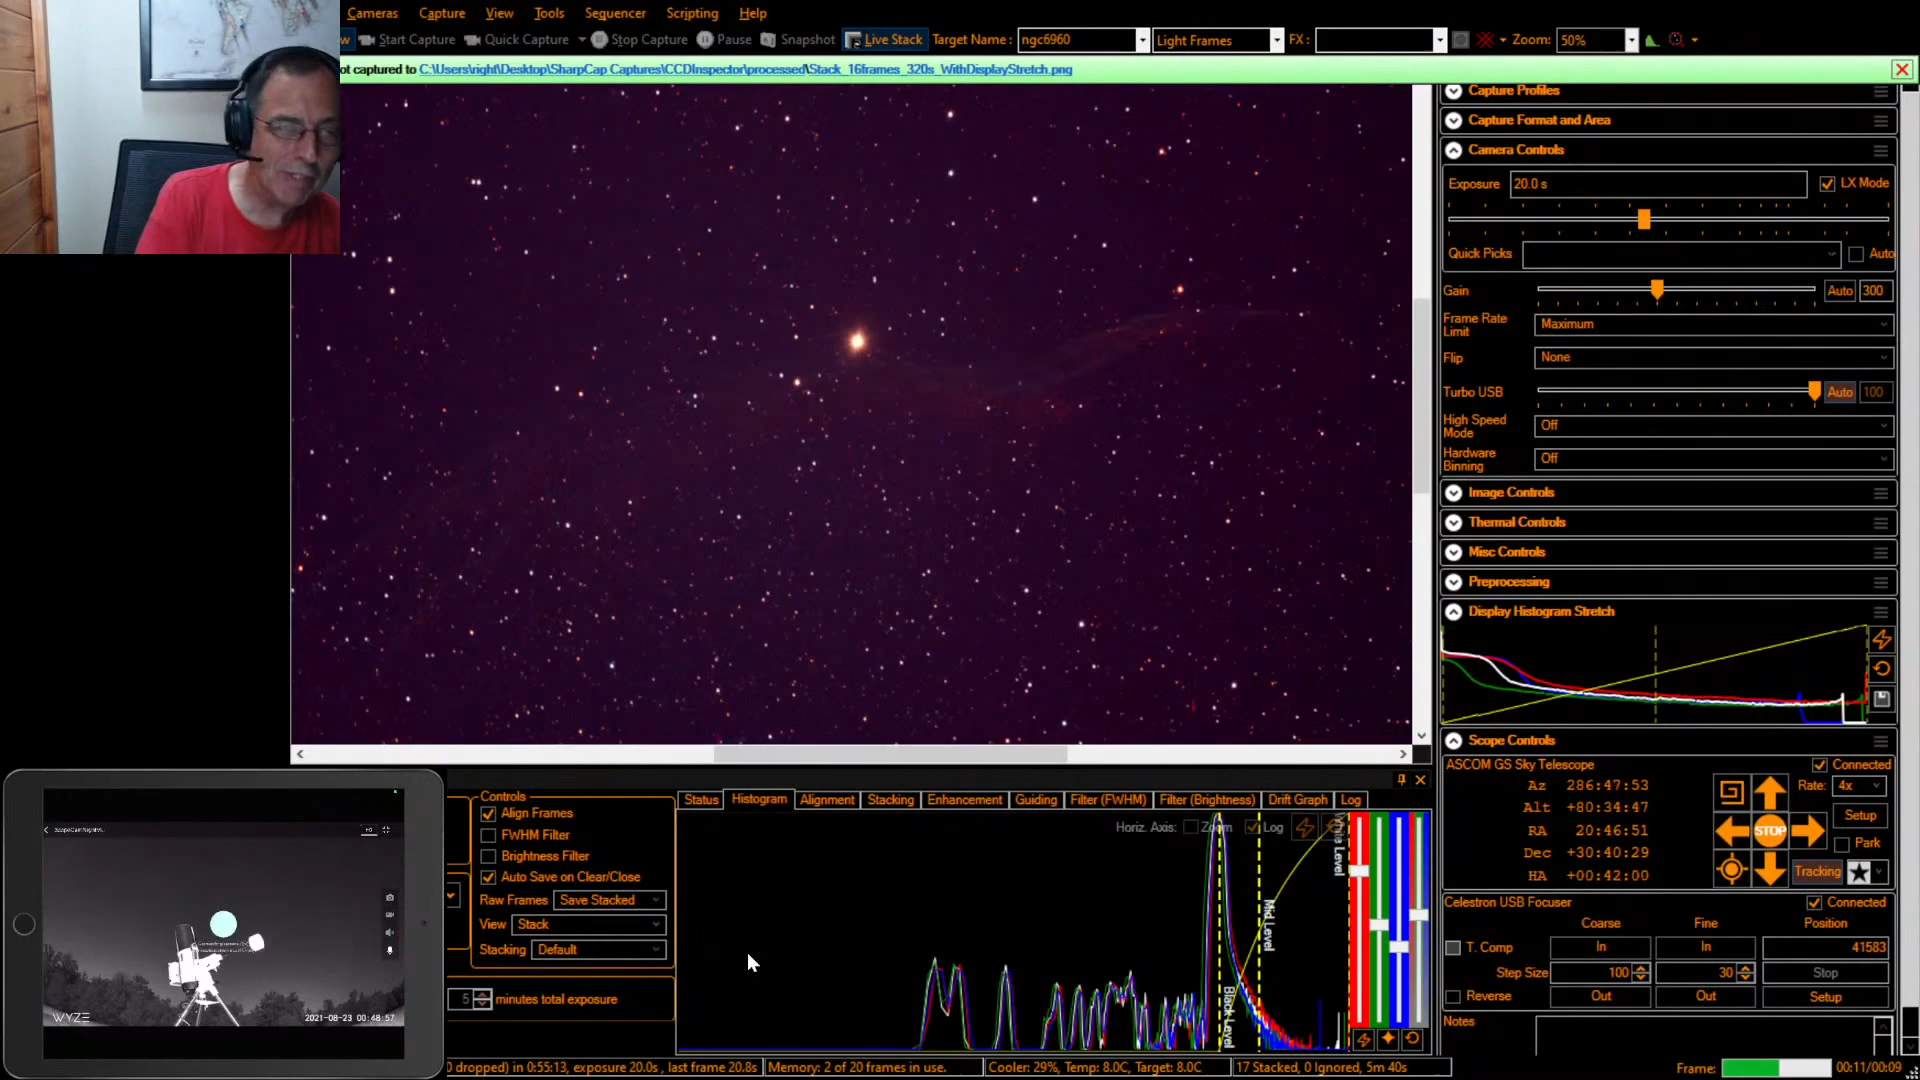 Cameras Capture View Tools Sequencer Scripting Help
Start Capture Quick Capture Stop Capture Pause Snapshot Live Stack Target Name : ngc6960 Light Frames FX : Zoom: 50%
ot captured to C:\Users\right\Desktop\SharpCap Captures\CCDInspector\processed\Stack_16frames_320s_WithDisplayStretch.png
Capture Profiles
Capture Format and Area
Camera Controls
Exposure 20.0 s LX Mode
Quick Picks Auto
Gain Auto 300
Frame Rate Limit Maximum
Flip None
Turbo USB Auto 100
High Speed Mode Off
Hardware Binning Off
Image Controls
Thermal Controls
Misc Controls
Preprocessing
Display Histogram Stretch
Scope Controls
ASCOM GS Sky Telescope Connected
Az 286:47:53 Rate: 4x
Alt +80:34:47
RA 20:46:51 STOP Setup
Dec +30:40:29 Park
HA +00:42:00 Tracking
Celestron USB Focuser Connected
Coarse Fine Position
T. Comp In In 41583
Step Size 100 30 Stop
Reverse Out Out Setup
Notes
Frame: 00:11/00:09
Controls
Align Frames
FWHM Filter
Brightness Filter
Auto Save on Clear/Close
Raw Frames Save Stacked
View Stack
Stacking Default
5 minutes total exposure
Status Histogram Alignment Stacking Enhancement Guiding Filter (FWHM) Filter (Brightness) Drift Graph Log
Horiz. Axis: Zoom Log
White Level
Mid Level
Black Level
0 dropped) in 0:55:13, exposure 20.0s , last frame 20.8s Memory: 2 of 20 frames in use. Cooler: 29%, Temp: 8.0C, Target: 8.0C 17 Stacked, 0 Ignored, 5m 40s
WYZE 2021-08-23 00:48:57